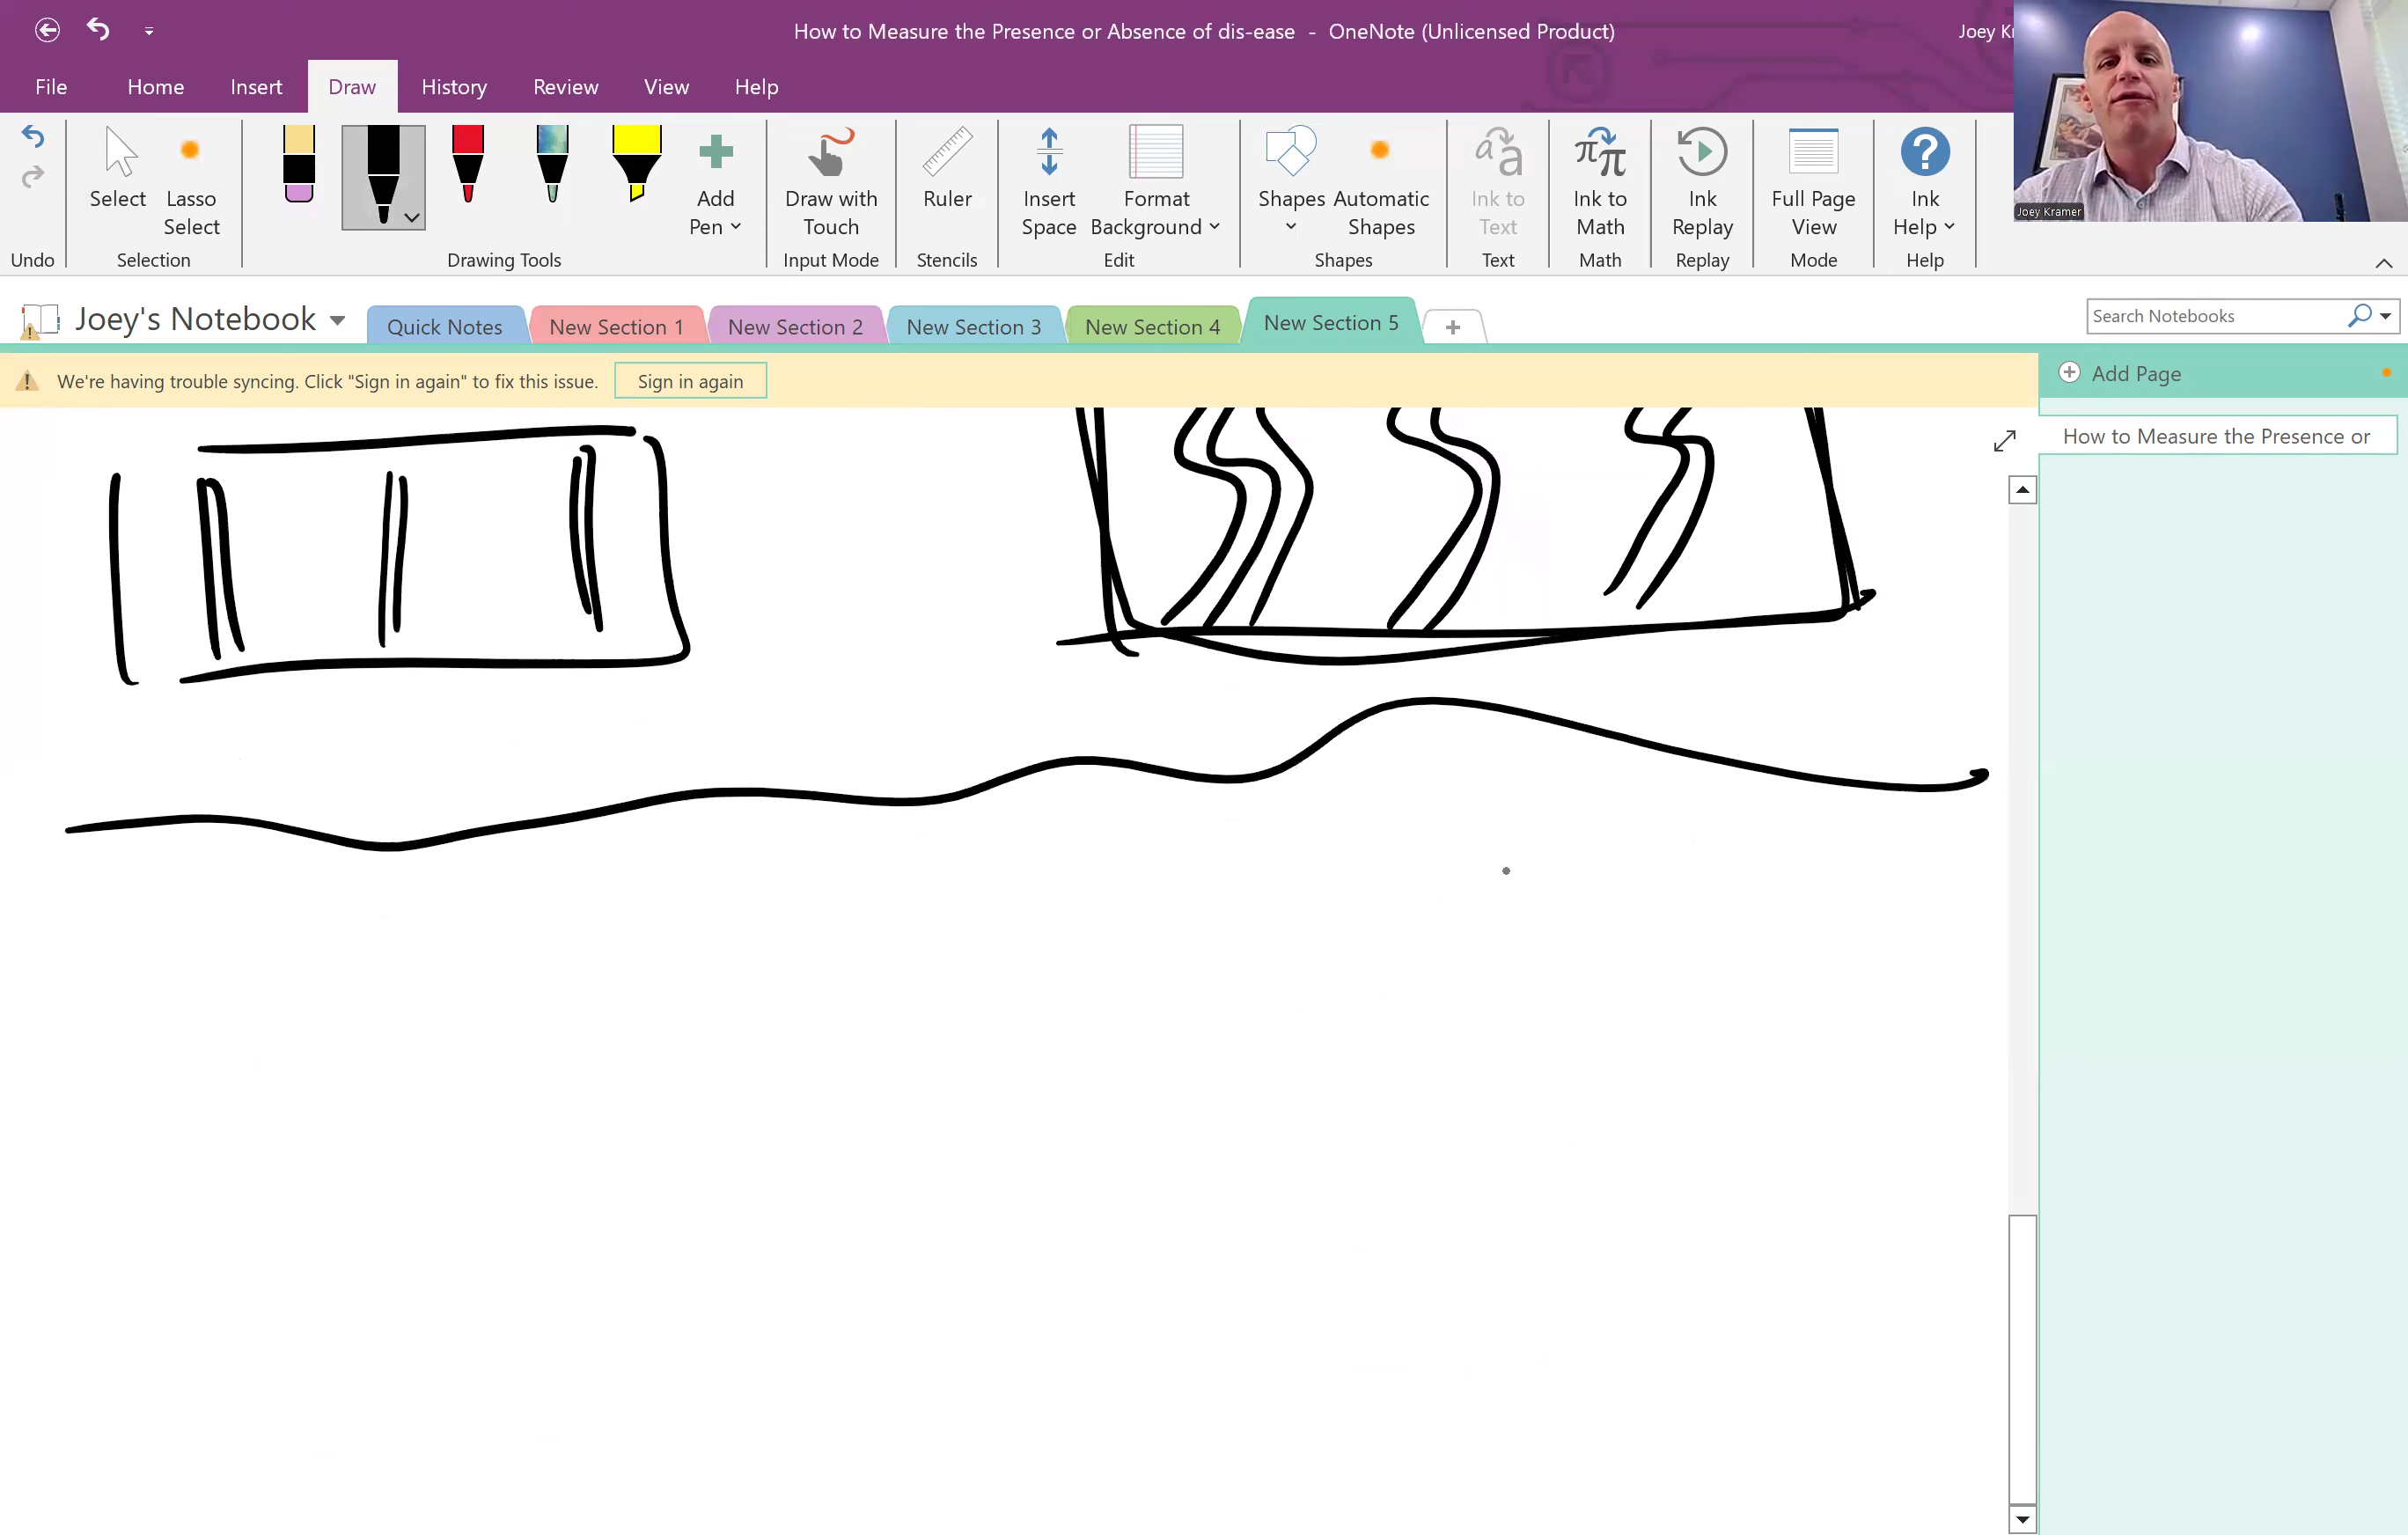 How to Measure the Presence or Absence of dis-ease - OneNote (Unlicensed Product)
Joey Kr
File Home Insert Draw History Review View Help
Select
Lasso Select
Add Pen
Draw with Touch
Ruler
Insert Space
Format Background
Shapes
Automatic Shapes
Ink to Text
Ink to Math
Ink Replay
Full Page View
Ink Help
Joey Kramer
Undo Selection Drawing Tools Input Mode Stencils Edit Shapes Text Math Replay Mode Help
Joey's Notebook Quick Notes New Section 1 New Section 2 New Section 3 New Section 4 New Section 5
Search Notebooks
We're having trouble syncing. Click "Sign in again" to fix this issue. Sign in again
Add Page
How to Measure the Presence or